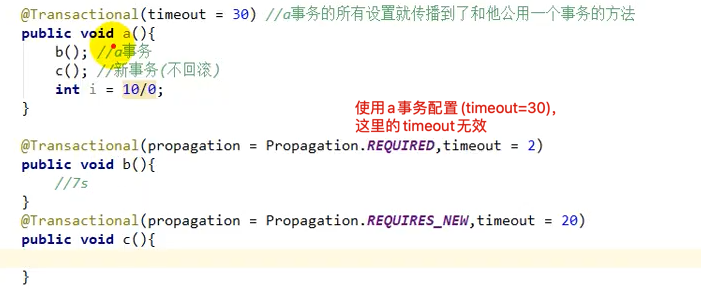 @Transactional(timeout = 30) //a事务的所有设置就传播到了和他公用一个事务的方法
public void a(){
b(); //a事务
c(); //新事务(不回滚)
int i = 10/0;
}
使用a事务配置(timeout=30),
这里的timeout无效
@Transactional(propagation = Propagation.REQUIRED,timeout = 2)
public void b(){
//7s
}
@Transactional(propagation = Propagation.REQUIRES_NEW,timeout = 20)
public void c(){
}